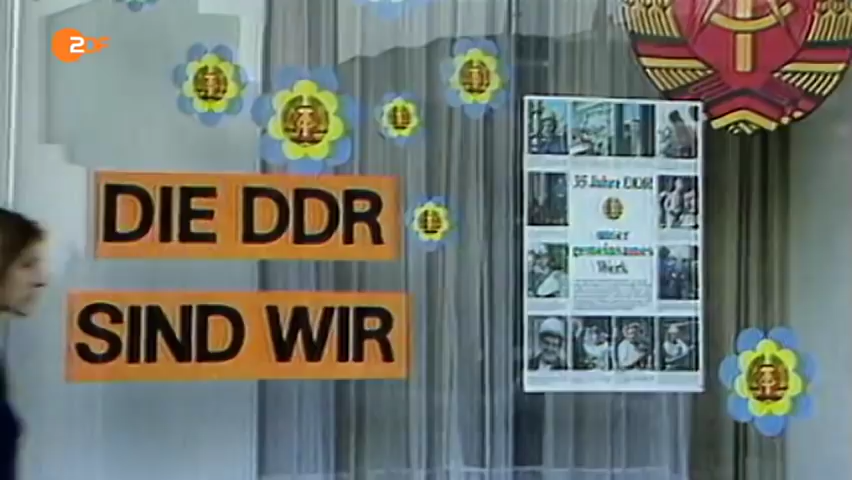 2DF
DIE DDR
SIND WIR
35 Jahre DDR
unser
gemeinsames
Werk